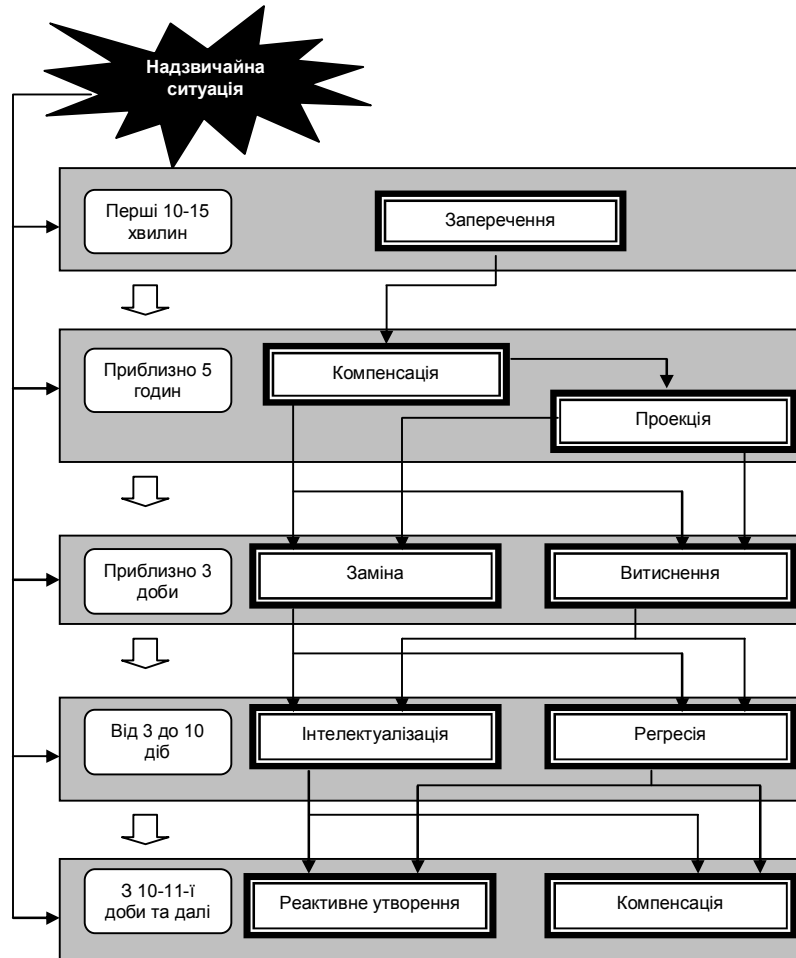 Надзвичайна
ситуація
Перші 10-15
хвилин
Заперечення
Приблизно 5
годин
Компенсація
Проекція
Приблизно 3
доби
Заміна
Витиснення
Від 3 до 10
діб
Інтелектуалізація
Регресія
З 10-11-ї
доби та далі
Реактивне утворення
Компенсація